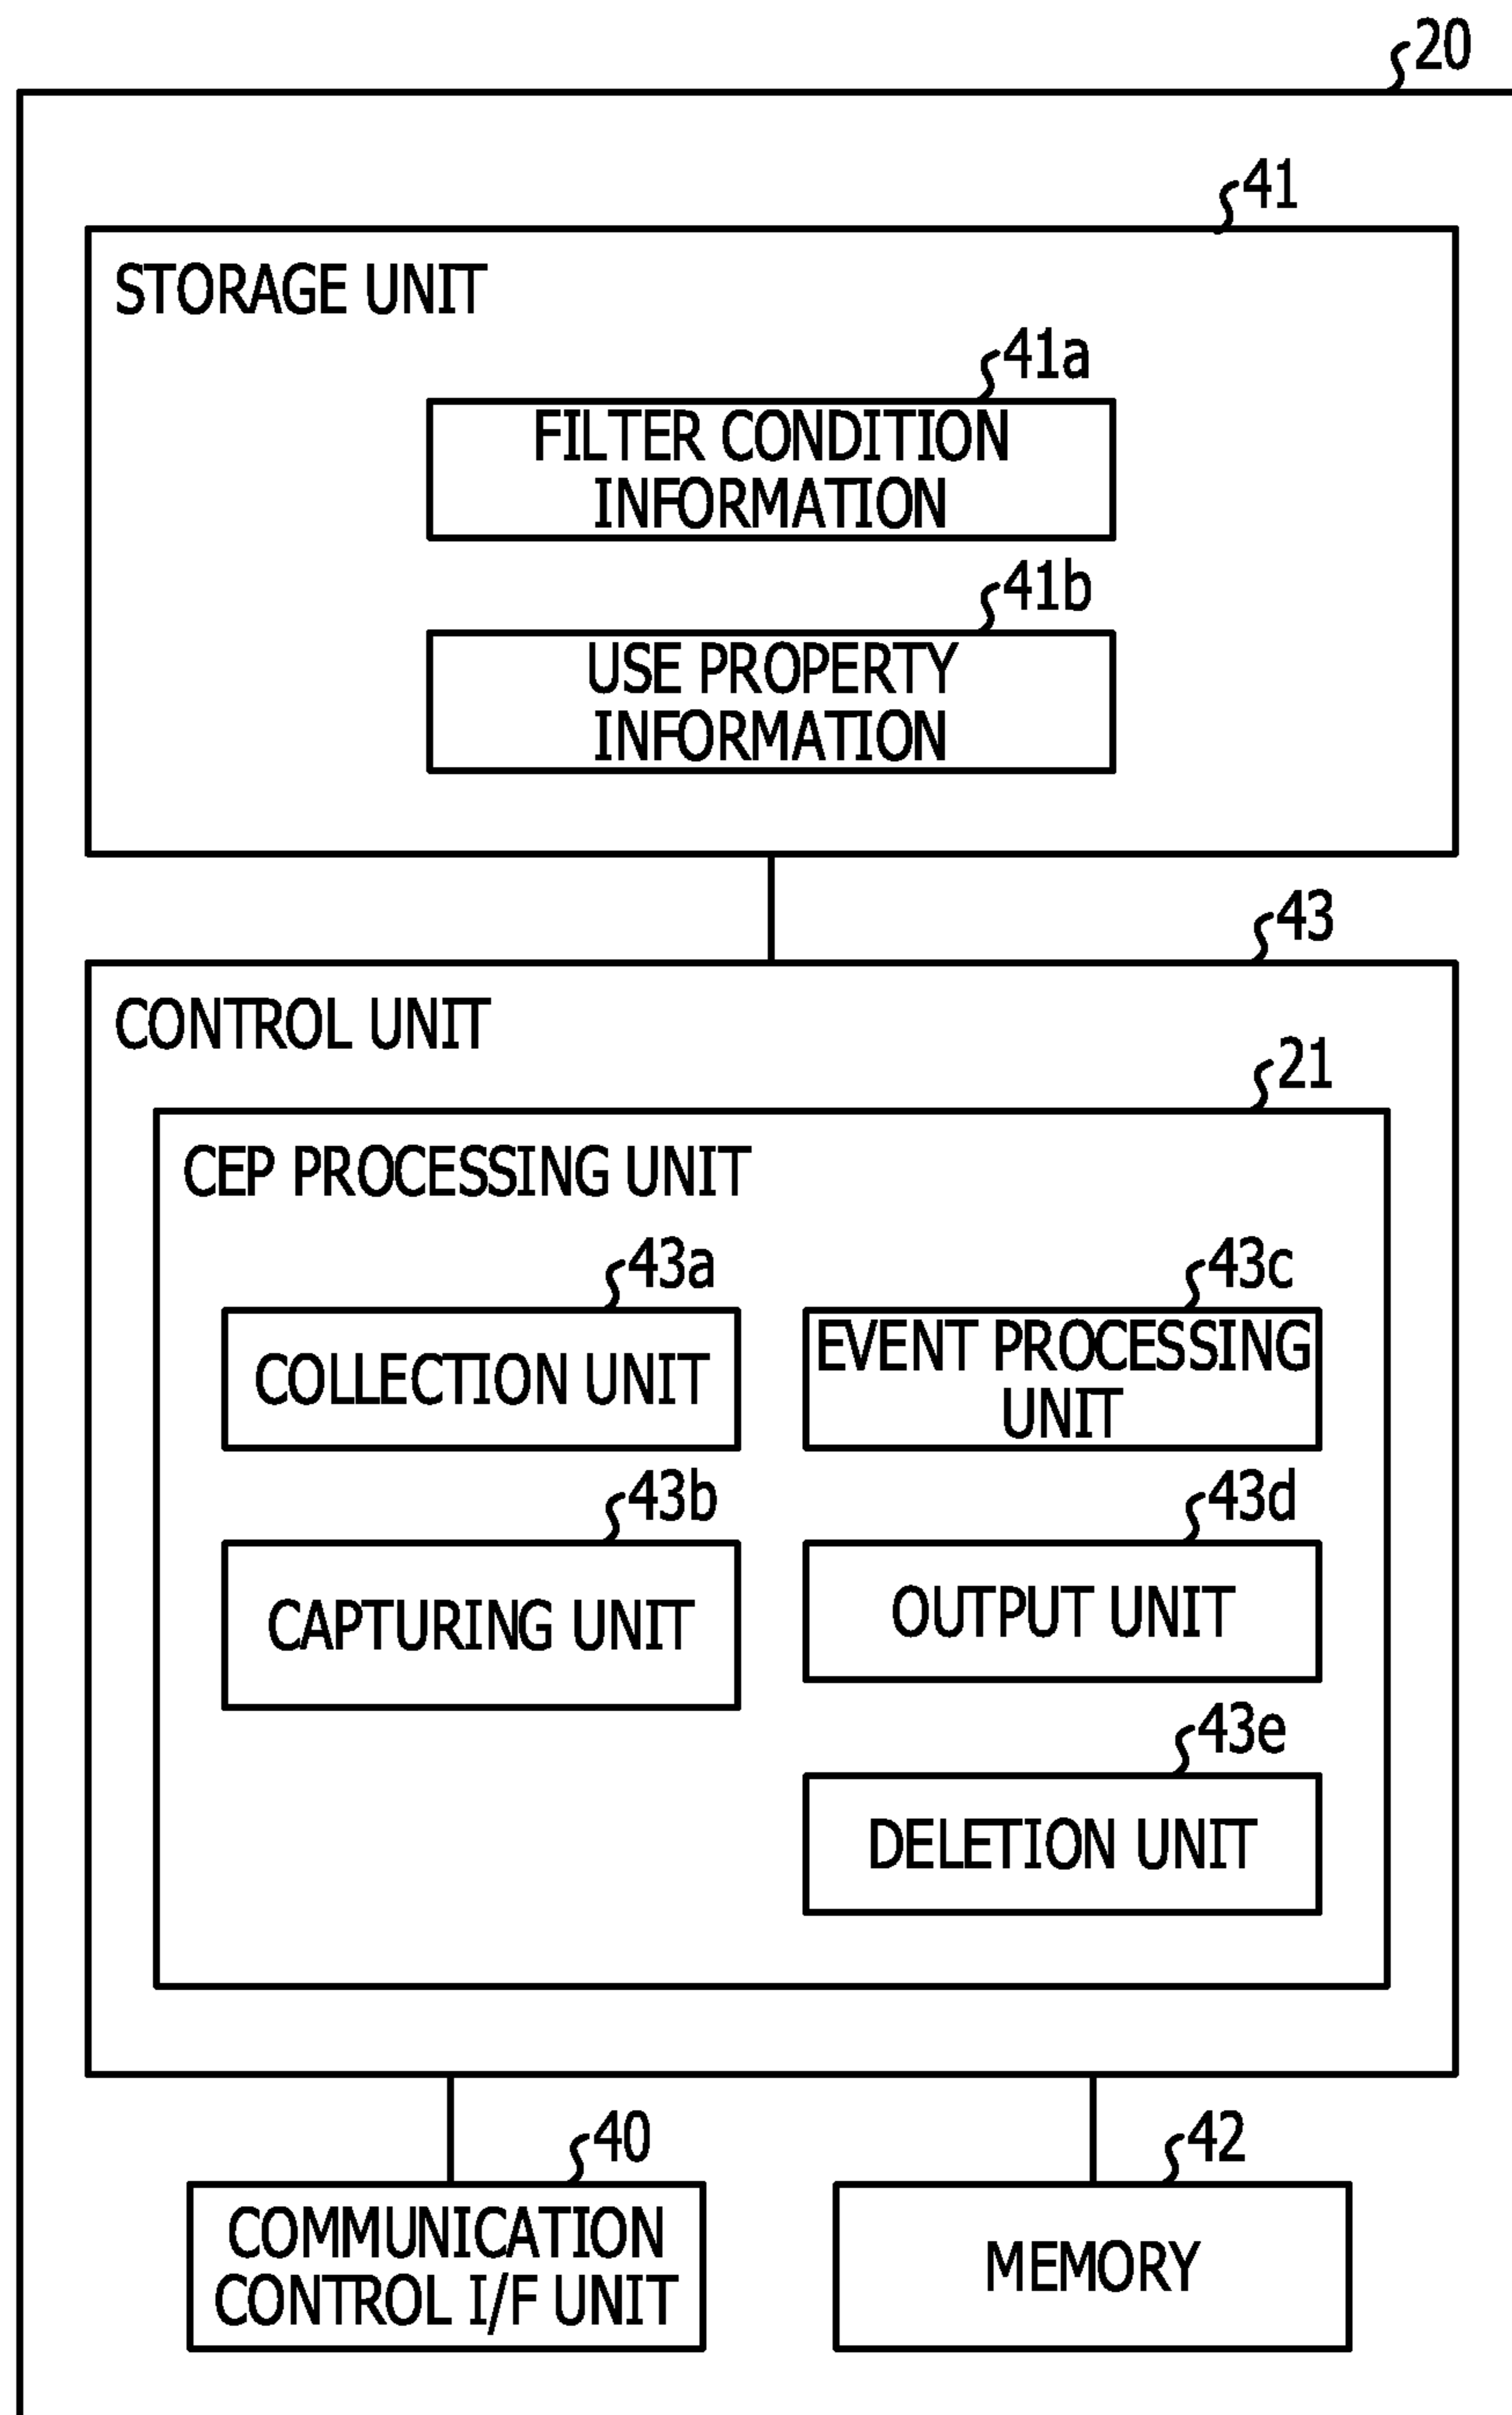 20
41
STORAGE UNIT
41a
FILTER CONDITION
INFORMATION
41b
USE PROPERTY
INFORMATION
43
CONTROL UNIT
21
CEP PROCESSING UNIT
43a
COLLECTION UNIT
43c
EVENT PROCESSING
UNIT
43b
CAPTURING UNIT
43d
OUTPUT UNIT
43e
DELETION UNIT
40
COMMUNICATION
CONTROL I/F UNIT
42
MEMORY